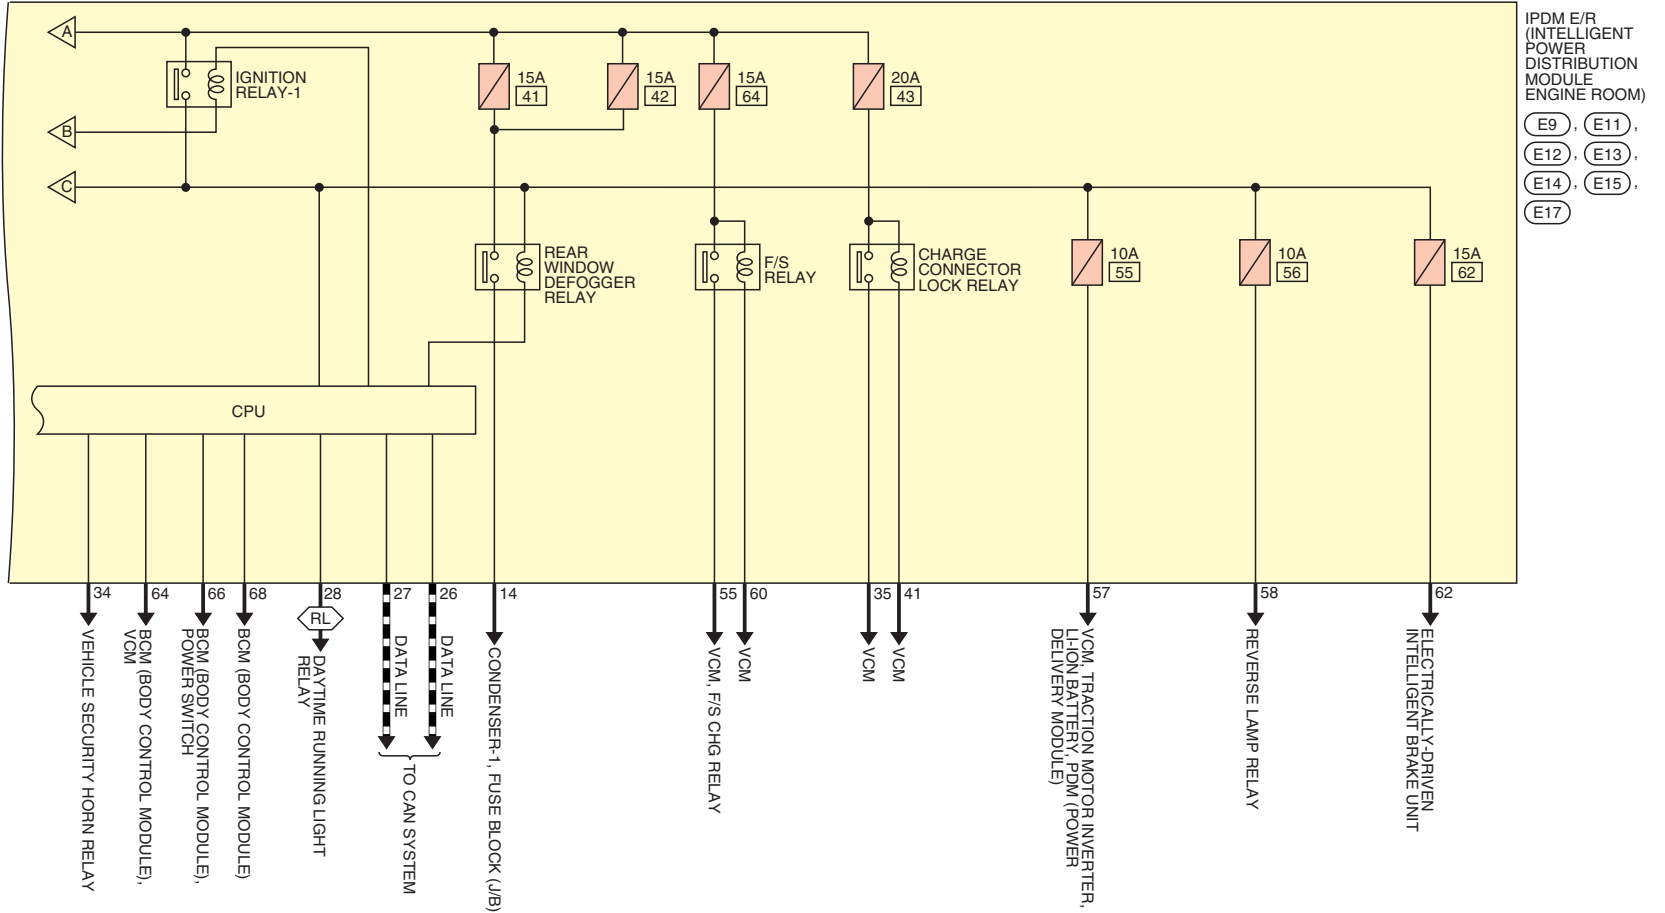 A
IGNITION
RELAY-1
15A
41
15A
42
15A
64
20A
43
B
C
REAR
WINDOW
DEFOGGER
RELAY
F/S
RELAY
CHARGE
CONNECTOR
LOCK RELAY
10A
55
10A
56
15A
62
CPU
IPDM E/R
(INTELLIGENT
POWER
DISTRIBUTION
MODULE
ENGINE ROOM)
E9 , E11 ,
E12 , E13 ,
E14 , E15 ,
E17
34
64
66
68
28
27
26
14
55
60
35
41
57
58
62
RL
VEHICLE SECURITY HORN RELAY
BCM (BODY CONTROL MODULE),
VCM
BCM (BODY CONTROL MODULE),
POWER SWITCH
BCM (BODY CONTROL MODULE)
DAYTIME RUNNING LIGHT
RELAY
DATA LINE
DATA LINE
TO CAN SYSTEM
CONDENSER-1, FUSE BLOCK (J/B)
VCM, F/S CHG RELAY
VCM
VCM
VCM
VCM, TRACTION MOTOR INVERTER,
LI-ION BATTERY, PDM (POWER
DELIVERY MODULE)
REVERSE LAMP RELAY
ELECTRICALLY-DRIVEN
INTELLIGENT BRAKE UNIT